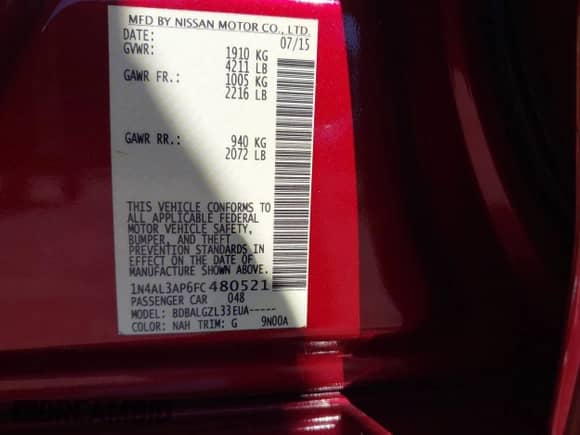 MFD BY NISSAN MOTOR CO., LTD.
DATE: 07/15
GVWR: 1910 KG
4211 LB
GAWR FR.: 1005 KG
2216 LB
GAWR RR.: 940 KG
2072 LB
THIS VEHICLE CONFORMS TO
ALL APPLICABLE FEDERAL
MOTOR VEHICLE SAFETY,
BUMPER, AND THEFT
PREVENTION STANDARDS IN
EFFECT ON THE DATE OF
MANUFACTURE SHOWN ABOVE.
1N4AL3AP6FC480521
PASSENGER CAR 048
MODEL: BDBALGZL33EUA-----
COLOR: NAH TRIM: G 9N00A